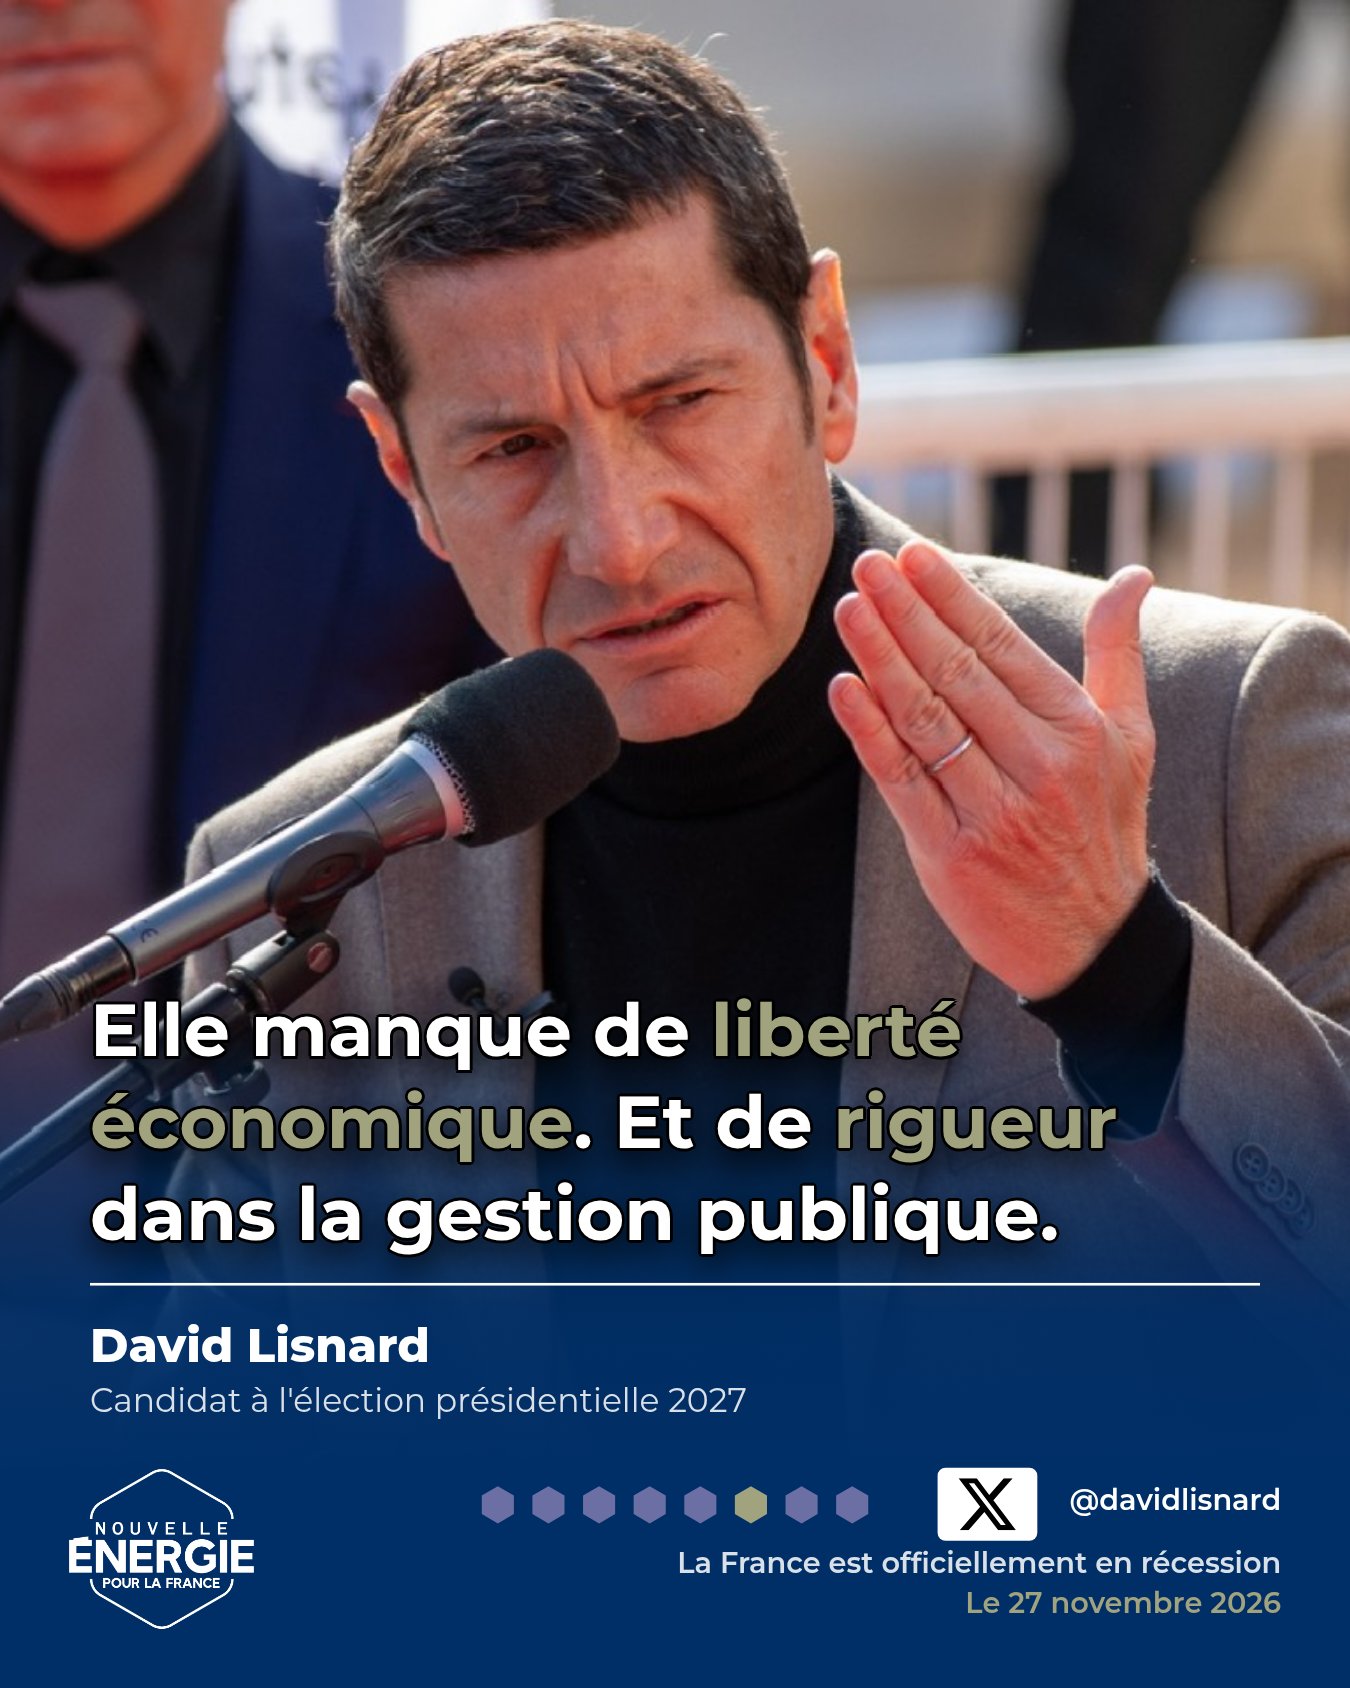 Elle manque de liberté
économique. Et de rigueur
dans la gestion publique.
David Lisnard
Candidat à l'élection présidentielle 2027
NOUVELLE
ÉNERGIE
POUR LA FRANCE
@davidlisnard
La France est officiellement en récession
Le 27 novembre 2026